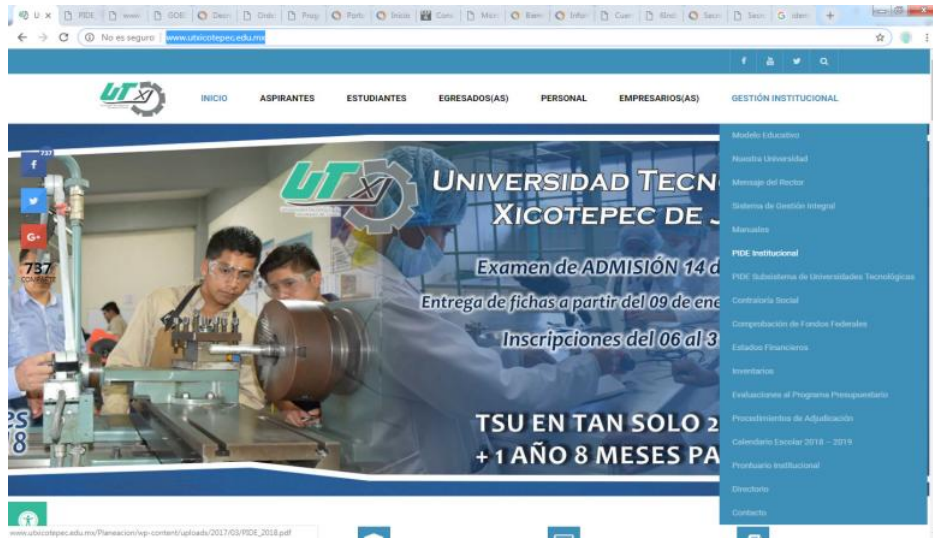 No es seguro | www.utxicotepec.edu.mx
UTXJ
INICIO
ASPIRANTES
ESTUDIANTES
EGRESADOS(AS)
PERSONAL
EMPRESARIOS(AS)
GESTIÓN INSTITUCIONAL
Modelo Educativo
Nuestra Universidad
Mensaje del Rector
Sistema de Gestión Integral
Manuales
PIDE Institucional
PIDE Subsistema de Universidades Tecnológicas
Contraloría Social
Comprobación de Fondos Federales
Estados Financieros
Inventarios
Evaluaciones al Programa Presupuestario
Procedimientos de Adjudicación
Calendario Escolar 2018 – 2019
Prontuario Institucional
Directorio
Contacto
737
G+
737
UTXJ
UNIVERSIDAD TECN
XICOTEPEC DE J
Examen de ADMISIÓN 14 d
Entrega de fichas a partir del 09 de ene
Inscripciones del 06 al 3
TSU EN TAN SOLO 2
+ 1 AÑO 8 MESES PA
ES
8
www.utxicotepec.edu.mx/Planeacion/wp-content/uploads/2017/03/PIDE_2018.pdf